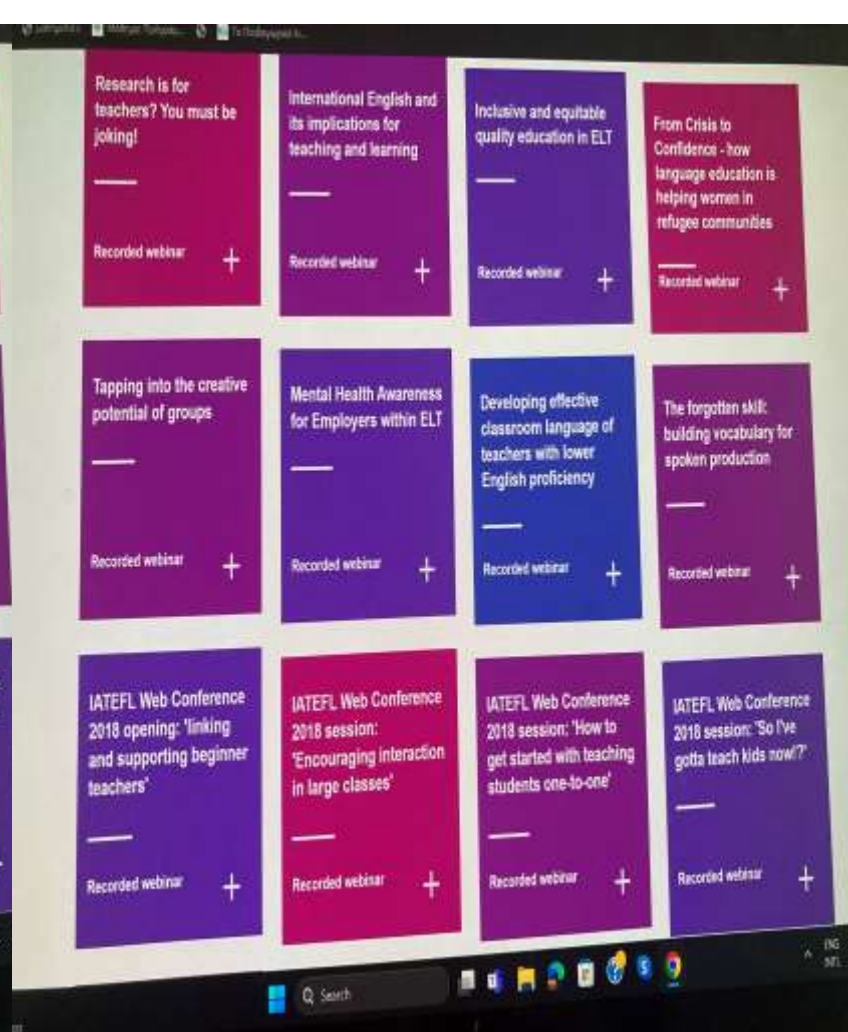 Research is for
teachers? You must be
joking!
Recorded webinar
International English and
its implications for
teaching and learning
Recorded webinar
Inclusive and equitable
quality education in ELT
Recorded webinar
From Crisis to
Confidence - how
language education is
helping women in
refugee communities
Recorded webinar
Tapping into the creative
potential of groups
Recorded webinar
Mental Health Awareness
for Employers within ELT
Recorded webinar
Developing effective
classroom language of
teachers with lower
English proficiency
Recorded webinar
The forgotten skill:
building vocabulary for
spoken production
Recorded webinar
IATEFL Web Conference
2018 opening: 'linking
and supporting beginner
teachers'
Recorded webinar
IATEFL Web Conference
2018 session:
'Encouraging interaction
in large classes'
Recorded webinar
IATEFL Web Conference
2018 session: 'How to
get started with teaching
students one-to-one'
Recorded webinar
IATEFL Web Conference
2018 session: 'So I've
gotta teach kids now!?'
Recorded webinar
Search
ENG
INTL